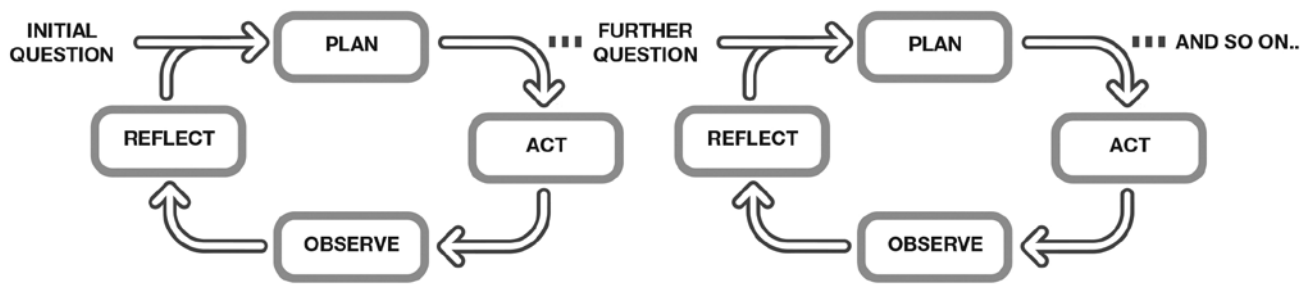 INITIAL
QUESTION
PLAN
ACT
OBSERVE
REFLECT
FURTHER
QUESTION
PLAN
ACT
OBSERVE
REFLECT
AND SO ON..